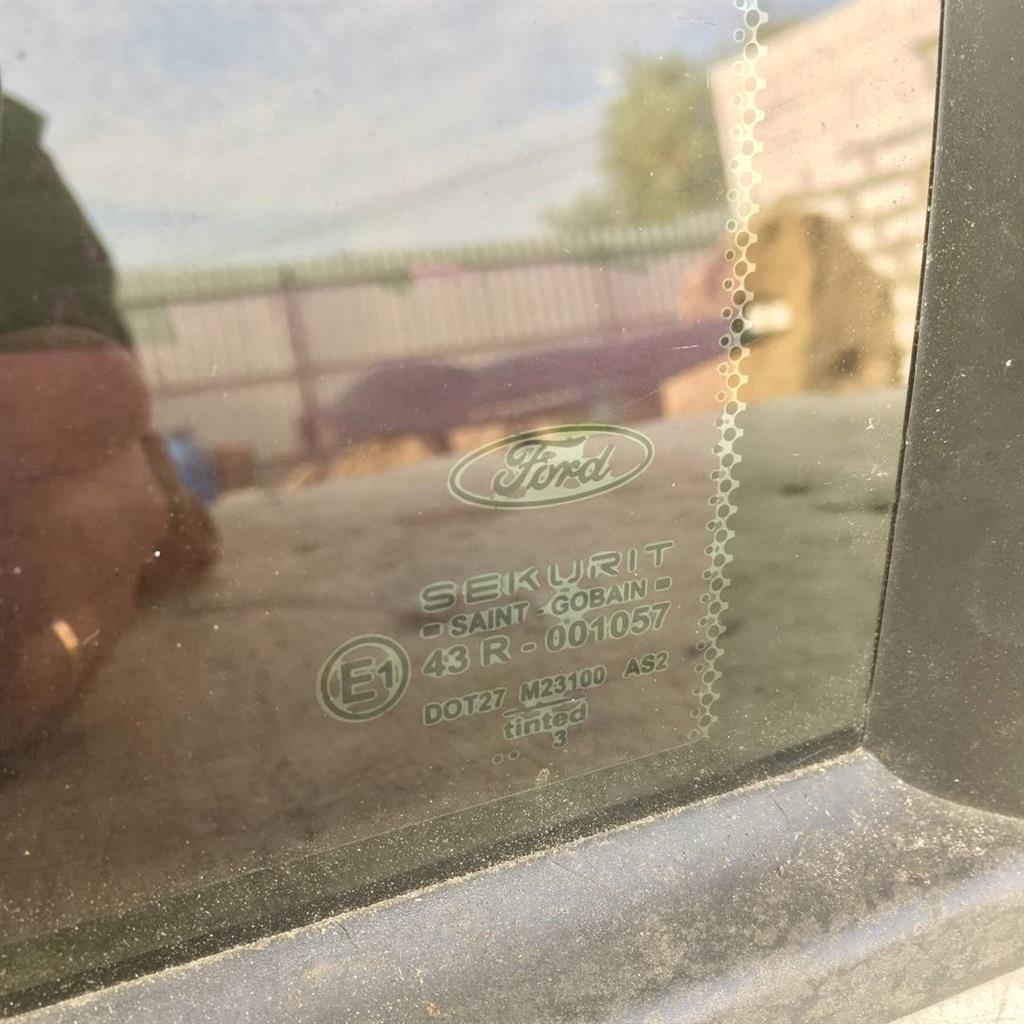 Ford
SEKURIT
SAINT - GOBAIN
E1
43 R - 001057
DOT27 M23100 AS2
tinted
.. 3